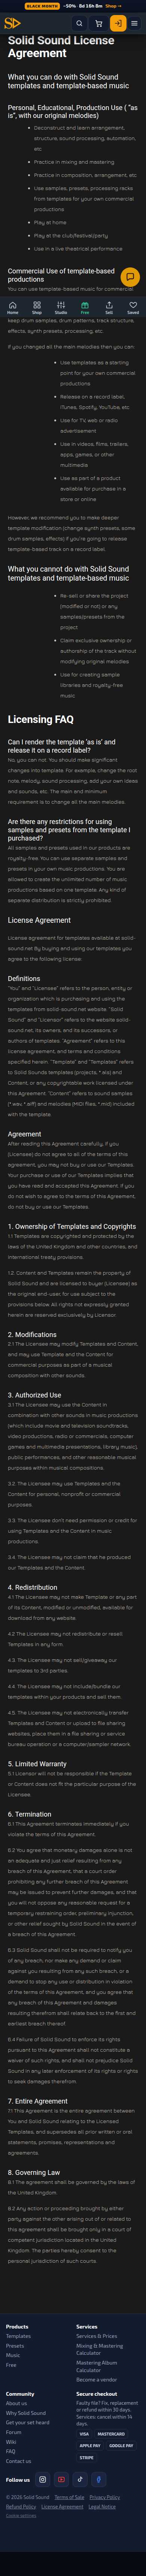 BLACK MONTH -50% 8d 16h 8m Shop →
Solid Sound License
Agreement
What you can do with Solid Sound
templates and template-based music
Personal, Educational, Production Use ( “as
is”, with our original melodies)
Deconstruct and learn arrangement,
structure, sound processing, automation,
etc
Practice in mixing and mastering
Practice in composition, arrangement, etc
Use samples, presets, processing racks
from templates for your own commercial
productions
Play at home
Play at the club/festival/party
Use in a live theatrical performance
Commercial Use of template-based
productions
You can use template-based music for commercial
Home
Shop
Studio
Free
Sell
Saved
keep drum samples, drum patterns, track structure,
effects, synth presets, processing, etc.
If you changed all the main melodies then you can:
Use templates as a starting
point for your own commercial
productions
Release on a record label,
iTunes, Spotify, YouTube, etc
Use for TV, web or radio
advertisement
Use in videos, films, trailers,
apps, games, or other
multimedia
Use as part of a product
available for purchase in a
store or online
However, we recommend you to make deeper
modification (change the arrangement, some
samples, effects) if you're going to release
template-based track on a record label.
What you cannot do with Solid Sound
templates and template-based music
Re-sell or share the project
(modified or not) or any
samples/presets from the
project
Claim exclusive ownership or
authorship of the track without
modifying original melodies
Use for creating sample
libraries and royalty-free
music
Licensing FAQ
Can I render the template 'as is' and
release it on a record label?
No, you can not. You should make significant
changes into template. For example, change the root
note, melody, sound processing, add your own ideas
and sounds, etc. The main and minimum
requirement is to change all the main melodies.
Are there any restrictions for using
samples and presets from the template I
purchased?
All samples and presets used in our products are
royalty-free. You can use separate samples and
presets in your own music productions. You're
allowed to create the unlimited number of music
productions based on one template. Any kind of
separate distribution is strictly prohibited.
License Agreement
License agreement for templates available at solid-
sound.net By buying and using our templates you
agree to the following license.
Definitions
“You” and “Licensee” refers to the person, entity or
organisation which is purchasing and using the
templates from solid-sound.net website. “Solid
Sound” and “Licensor” refers to the website solid-
sound.net, its owners, and its successors, or
authors of templates. “Agreement” refers to this
license agreement, and its terms and conditions
specified herein. “Template” and “Templates” refers
to Solid Sounds templates (projects, *.als) and
Content, or any copyrightable work licensed under
this Agreement. “Content” refers to sound samples
(*.wav, *.aiff) and melodies (MIDI files, *.mid) included
with the template.
Agreement
After reading this Agreement carefully, if you
(Licensee) do not agree to all of the terms of this
agreement, you may not buy or use our Templates.
Your purchase or use of our Templates implies that
you have read and accepted this Agreement. If you
do not wish to agree to the terms of this Agreement,
do not buy or use our Templates.
1. Ownership of Templates and Copyrights
1.1 Templates are copyrighted and protected by the
laws of the United Kingdom and other countries, and
International treaty provisions.
1.2. Content and Templates remain the property of
Solid Sound and are licensed to buyer (Licensee) as
the original end-user for use subject to the
provisions below. All rights not expressly granted
herein are reserved exclusively by Licensor.
2. Modifications
2.1 The Licensee may modify Templates and Content,
and may use Template and the Content for
commercial purposes as part of a musical
composition with other sounds.
3. Authorized Use
3.1 The Licensee may use the Content in
combination with other sounds in music productions
(which include movie and television soundtracks,
video productions, radio or commercials, computer
games and multimedia presentations, library music),
public performances, and other reasonable musical
purposes within musical compositions.
3.2. The Licensee may use Templates and the
Content for personal, nonprofit or commercial
purposes.
3.3. The Licensee don't need permission or credit for
using Templates and the Content in music
productions.
3.4. The Licensee may not claim that he produced
our Templates and the Content.
4. Redistribution
4.1 The Licensee may not make Templates or any part
of its Content, modified or unmodified, available for
download from any website.
4.2 The Licensee may not redistribute or resell
Templates in any form.
4.3. The Licensee may not sell/giveaway our
templates to 3rd parties.
4.4. The Licensee may not include/bundle our
templates within your products and sell them.
4.5. The Licensee may not electronically transfer
Templates and Content or upload to file sharing
websites, place them in a file sharing or service
bureau operation or a computer/sampler network.
5. Limited Warranty
5.1 Licensor will not be responsible if the Template
Content does not fit the particular purpose of the
Licensee.
6. Termination
6.1 This Agreement terminates immediately if you
violate the terms of this Agreement.
6.2 You agree that monetary damages alone is not
an adequate and just relief resulting from any
breach of this Agreement, that a court order
prohibiting any further breach of this Agreement
may be issued to prevent further damages, and that
you will not oppose any reasonable request for a
temporary restraining order, preliminary injunction,
or other relief sought by Solid Sound in the event of
a breach of this Agreement.
6.3 Solid Sound shall not be required to notify you
of any breach, nor make any demand or claim
against you resulting from any such breach, or a
demand to stop any use or distribution in violation
of the terms of this Agreement and you agree that
any breach of this Agreement and damages
resulting therefrom shall relate back to the first and
earliest breach thereof.
6.4 Failure of Solid Sound to enforce its rights
pursuant to this Agreement shall not constitute a
waiver of such rights, and shall not prejudice Solid
Sound in any way to seek damages resulting from or
to enforce its rights therefrom.
7. Entire Agreement
7.1 This Agreement is the entire agreement between
You and Solid Sound relating to the Licensed
Templates, and supersedes all other prior written or
oral statements, promises, representations and
agreements.
8. Governing Law
8.1 The agreement shall be governed by the laws of
the United Kingdom.
8.2 Any action or proceeding brought by either
party against the other arising out of or related to
this agreement shall be brought only in a court of
competent jurisdiction located in the United
Kingdom. The parties hereby consent to the
personal jurisdiction of such courts.
Products
Templates
Presets
Music
Free
Services
Services & Prices
Mixing & Mastering
Calculator
Mastering Album
Calculator
Become a vendor
Community
About us
Why Solid Sound
Get your set heard
Forum
Wiki
FAQ
Contact us
Secure checkout
Faulty file? Fix, replacement
or refund within 30 days.
Services: cancel within 14
days.
VISA MASTERCARD
APPLE PAY GOOGLE PAY
STRIPE
Follow us
© 2026 Solid Sound Terms of Sale Privacy Policy
Refund Policy License Agreement Legal Notice
Cookie settings